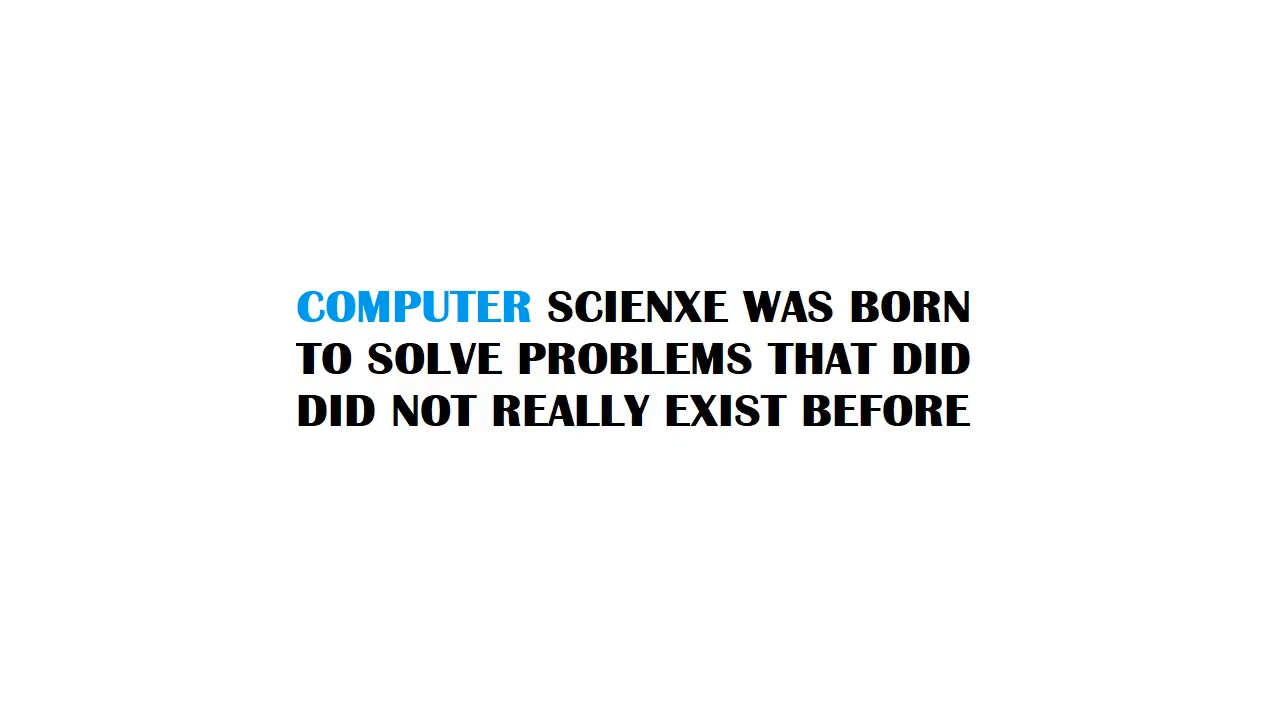 COMPUTER SCIENXE WAS BORN
TO SOLVE PROBLEMS THAT DID
DID NOT REALLY EXIST BEFORE